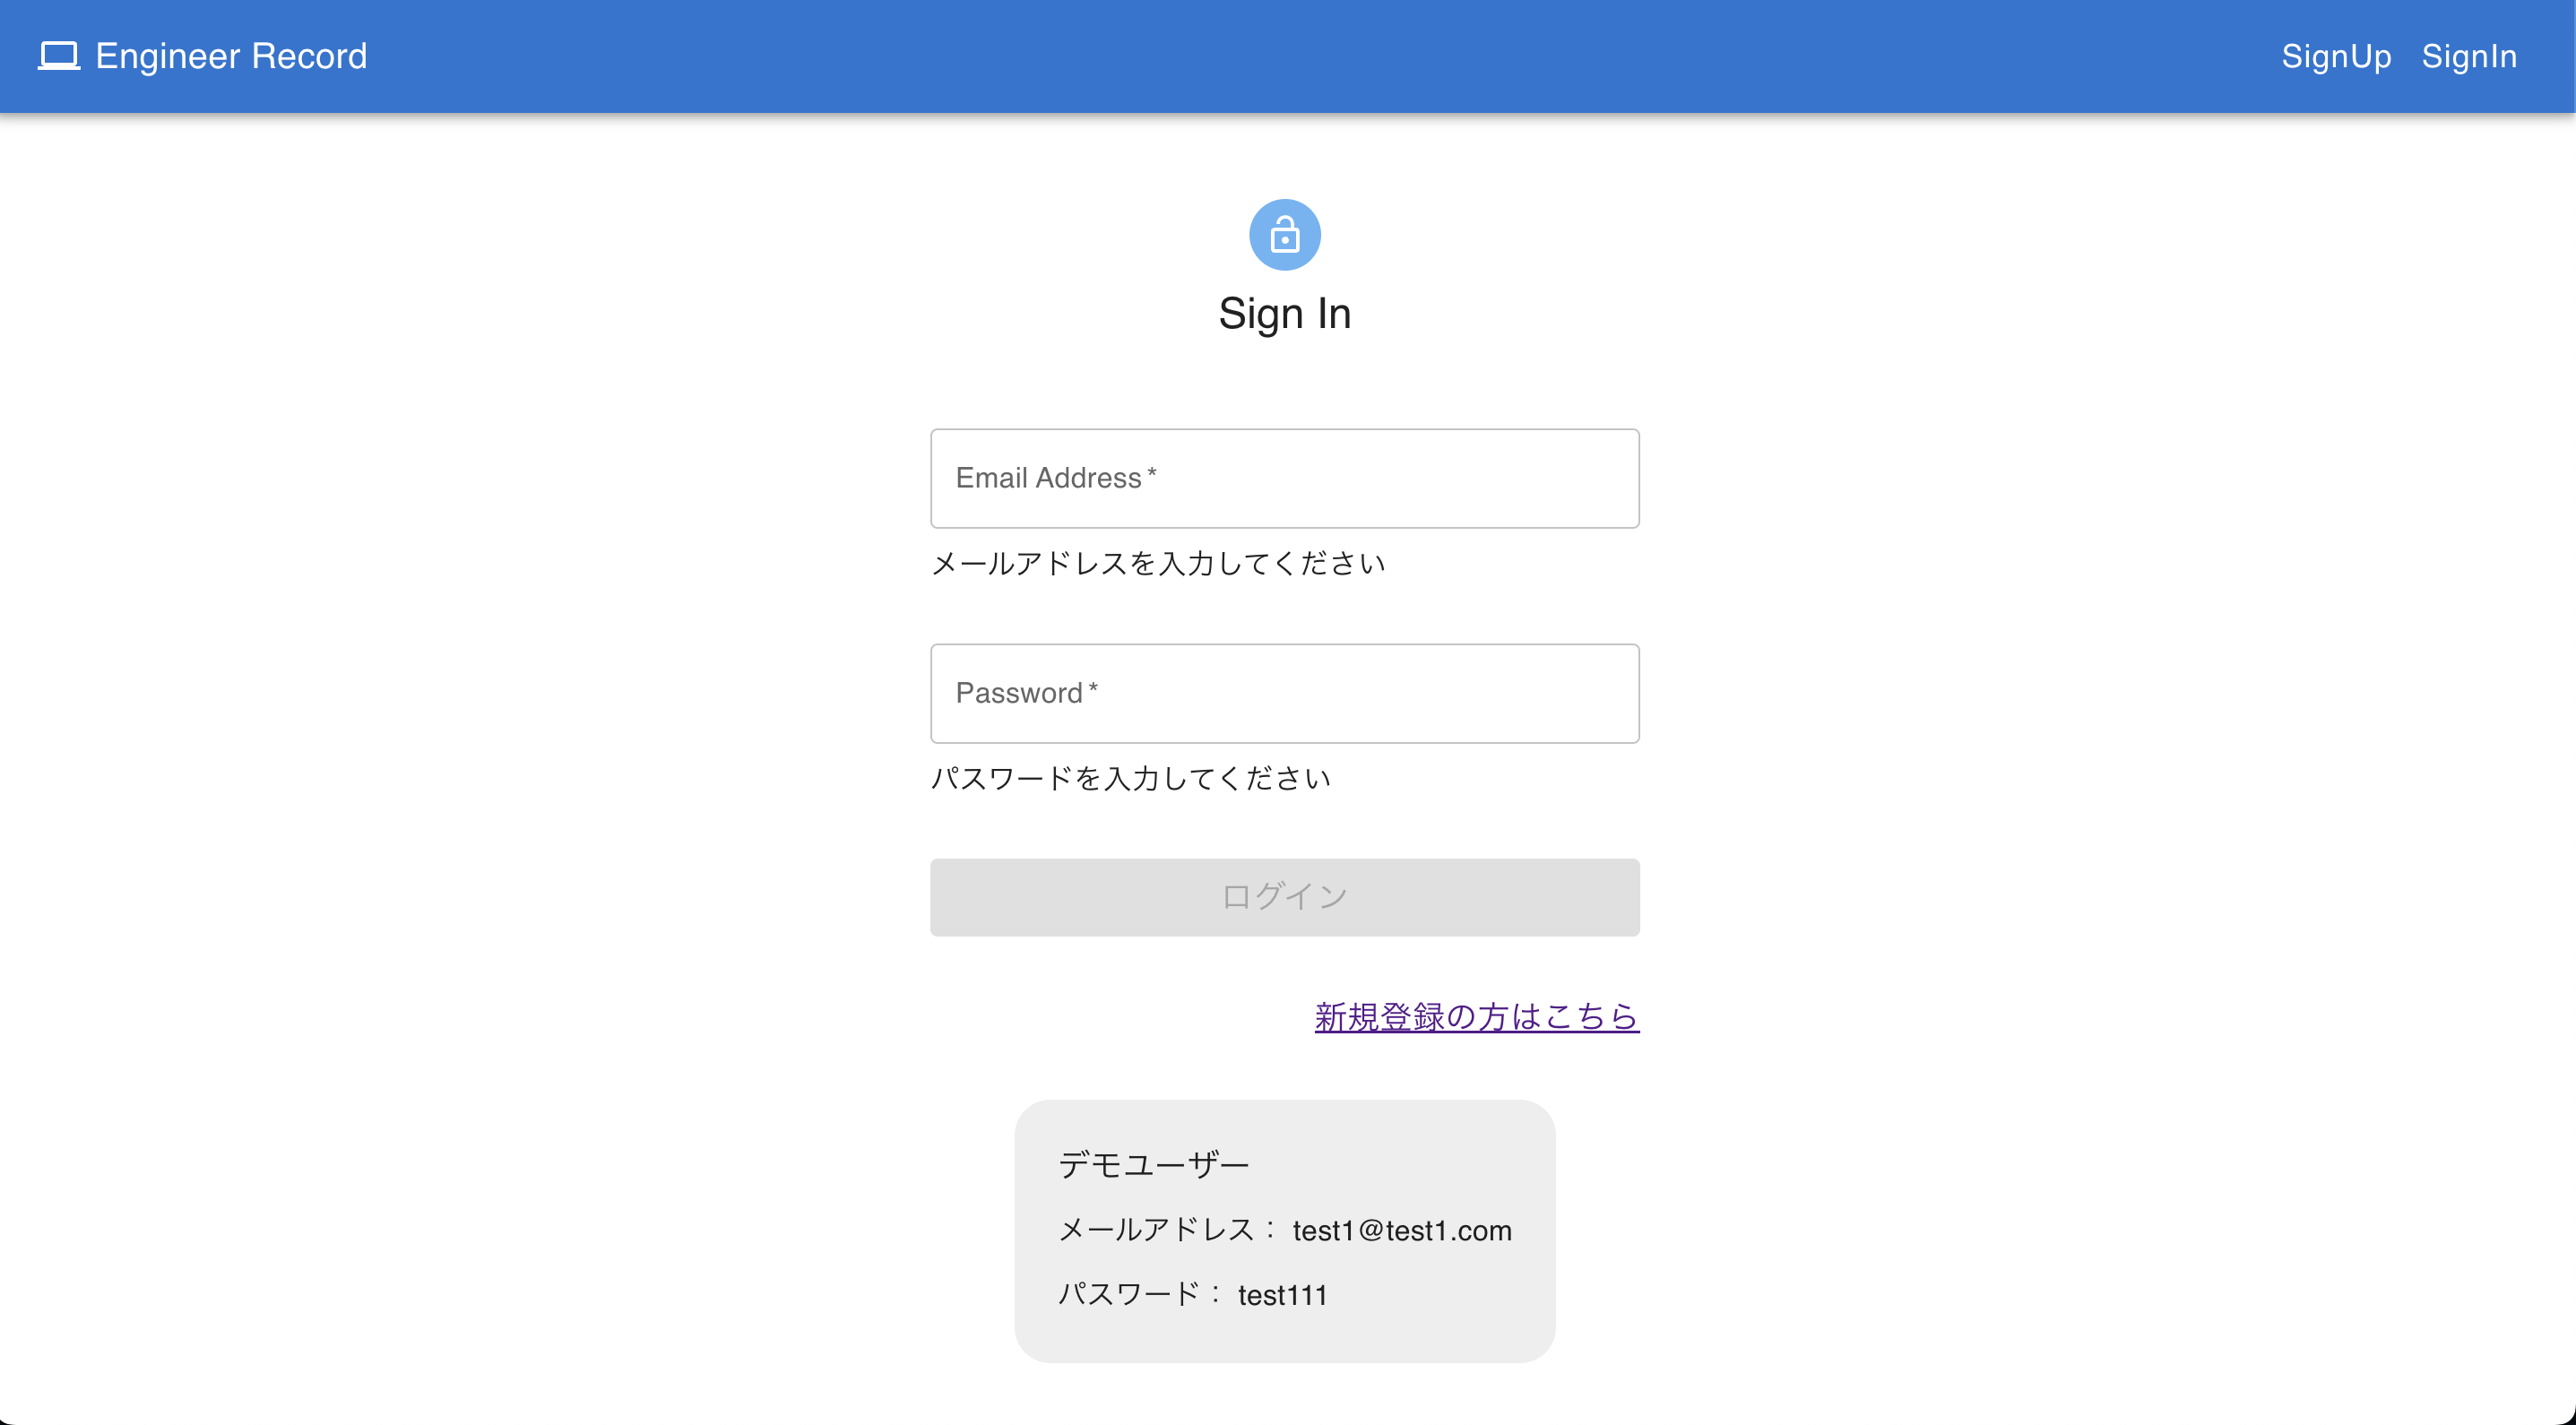 Engineer Record
SignUp SignIn
Sign In
Email Address *
メールアドレスを入力してください
Password *
パスワードを入力してください
ログイン
新規登録の方はこちら
デモユーザー
メールアドレス： test1@test1.com
パスワード： test111